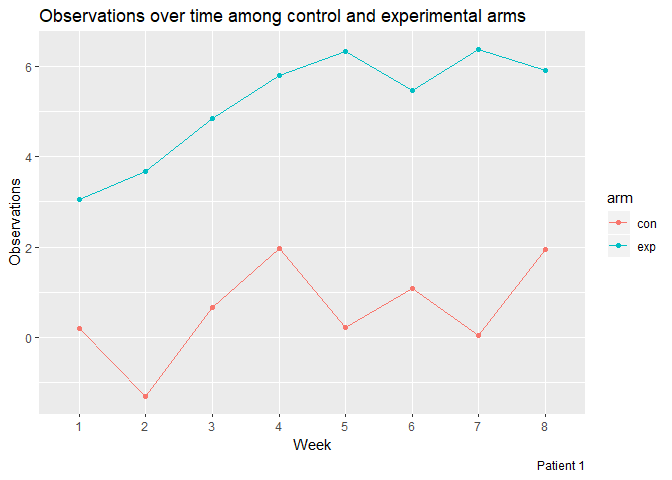 Observations over time among control and experimental arms
6
4
2
0
Observations
1 2 3 4 5 6 7 8
Week
arm
con
exp
Patient 1